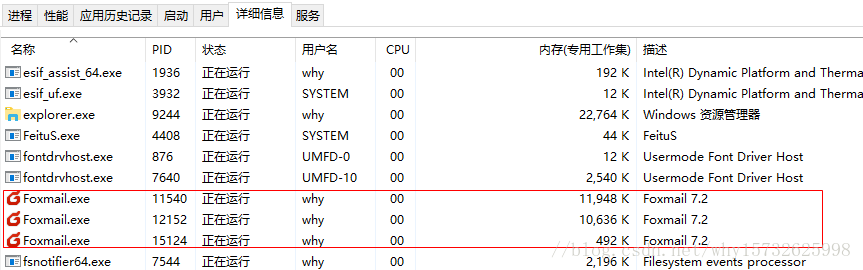 进程 性能 应用历史记录 启动 用户 详细信息 服务
名称 PID 状态 用户名 CPU 内存(专用工作集) 描述
esif_assist_64.exe 1936 正在运行 why 00 192 K Intel(R) Dynamic Platform and Therma
esif_uf.exe 3932 正在运行 SYSTEM 00 12 K Intel(R) Dynamic Platform and Therma
explorer.exe 9244 正在运行 why 00 22,764 K Windows 资源管理器
FeituS.exe 4408 正在运行 SYSTEM 00 44 K FeituS
fontdrvhost.exe 876 正在运行 UMFD-0 00 12 K Usermode Font Driver Host
fontdrvhost.exe 7640 正在运行 UMFD-10 00 2,540 K Usermode Font Driver Host
Foxmail.exe 11540 正在运行 why 00 11,948 K Foxmail 7.2
Foxmail.exe 12152 正在运行 why 00 10,636 K Foxmail 7.2
Foxmail.exe 15124 正在运行 why 00 492 K Foxmail 7.2
fsnotifier64.exe 7544 正在运行 why 00 2,196 K Filesystem events processor
//blog.csdn.net/why15732625998